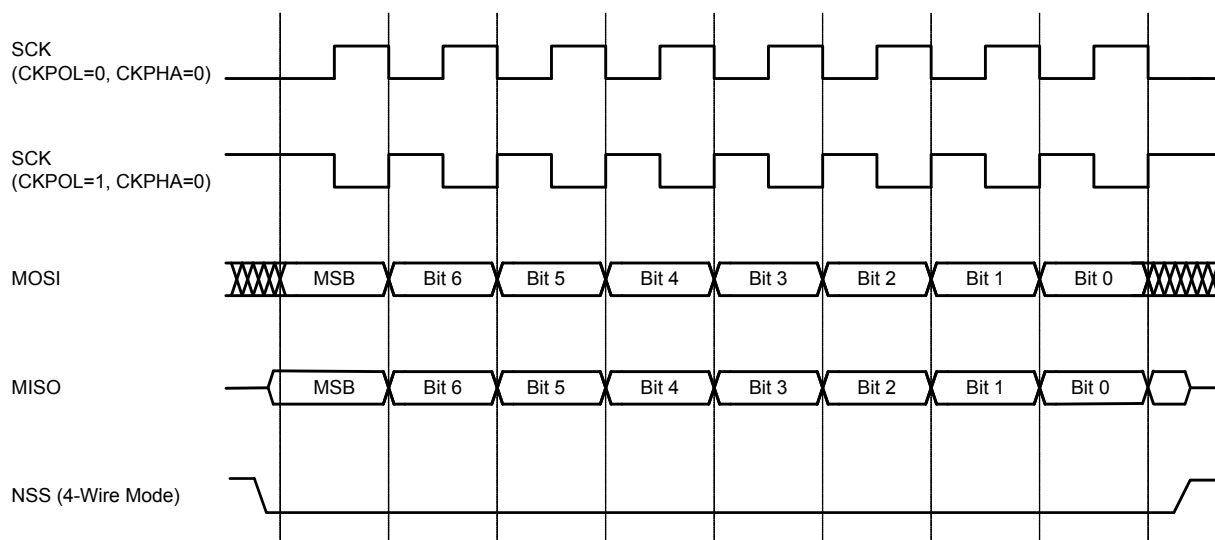 SCK
(CKPOL=0, CKPHA=0)
SCK
(CKPOL=1, CKPHA=0)
MOSI
MSB Bit 6 Bit 5 Bit 4 Bit 3 Bit 2 Bit 1 Bit 0
MISO
MSB Bit 6 Bit 5 Bit 4 Bit 3 Bit 2 Bit 1 Bit 0
NSS (4-Wire Mode)